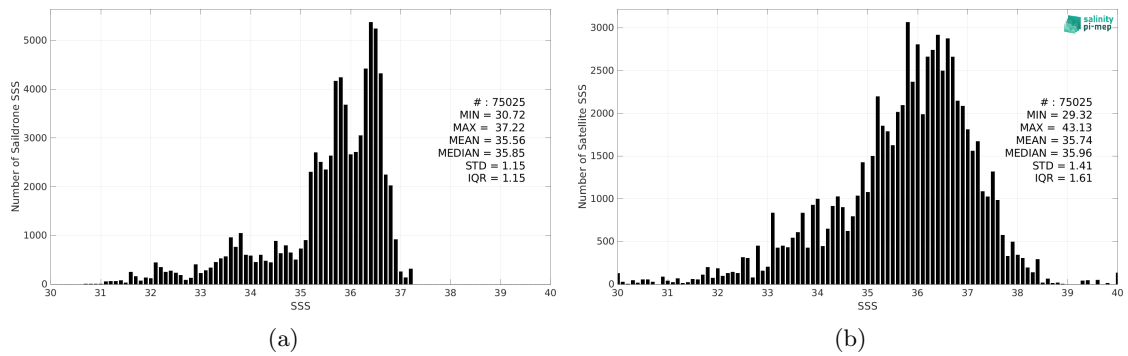 5000
4000
3000
2000
1000
0
Number of Saildrone SSS
# : 75025
MIN = 30.72
MAX = 37.22
MEAN = 35.56
MEDIAN = 35.85
STD = 1.15
IQR = 1.15
30 31 32 33 34 35 36 37 38 39 40
SSS
(a)
3000
2500
2000
1500
1000
500
0
Number of Satellite SSS
salinity
pi-mep
# : 75025
MIN = 29.32
MAX = 43.13
MEAN = 35.74
MEDIAN = 35.96
STD = 1.41
IQR = 1.61
30 31 32 33 34 35 36 37 38 39 40
SSS
(b)